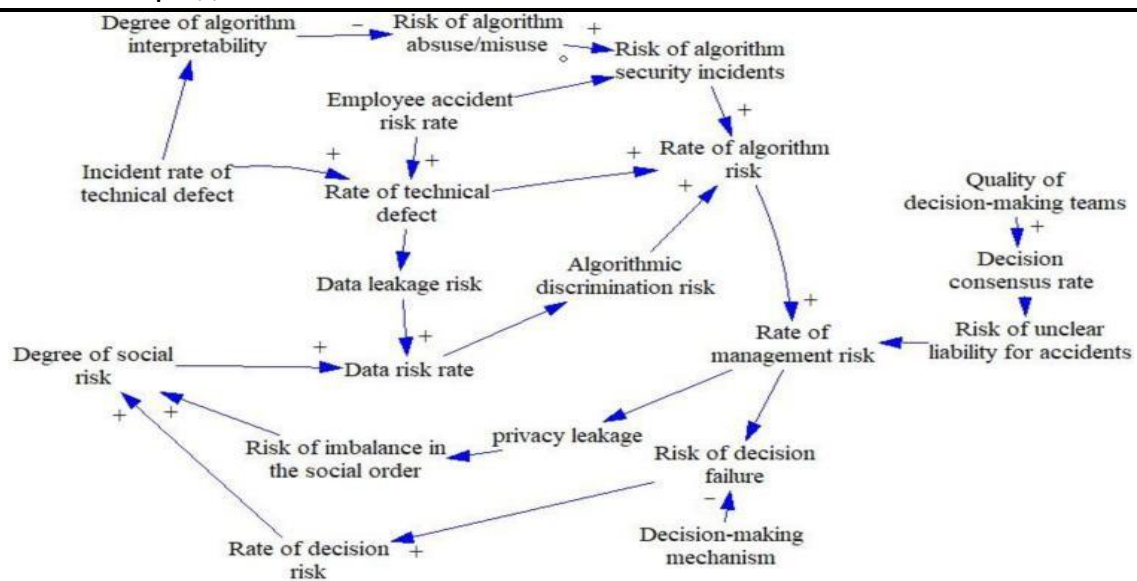 Degree of algorithm
interpretability
–
Risk of algorithm
absuse/misuse
+
Risk of algorithm
security incidents
Employee accident
risk rate
+
Incident rate of
technical defect
+
+
Rate of technical
defect
+
Rate of algorithm
risk
+
Quality of
decision-making teams
+
Decision
consensus rate
Algorithmic
discrimination risk
Data leakage risk
+
Risk of unclear
liability for accidents
+
Rate of
management risk
Degree of social
risk
+
Data risk rate
+
+
privacy leakage
Risk of imbalance in
the social order
Risk of decision
failure
–
Decision-making
mechanism
Rate of decision
risk
+